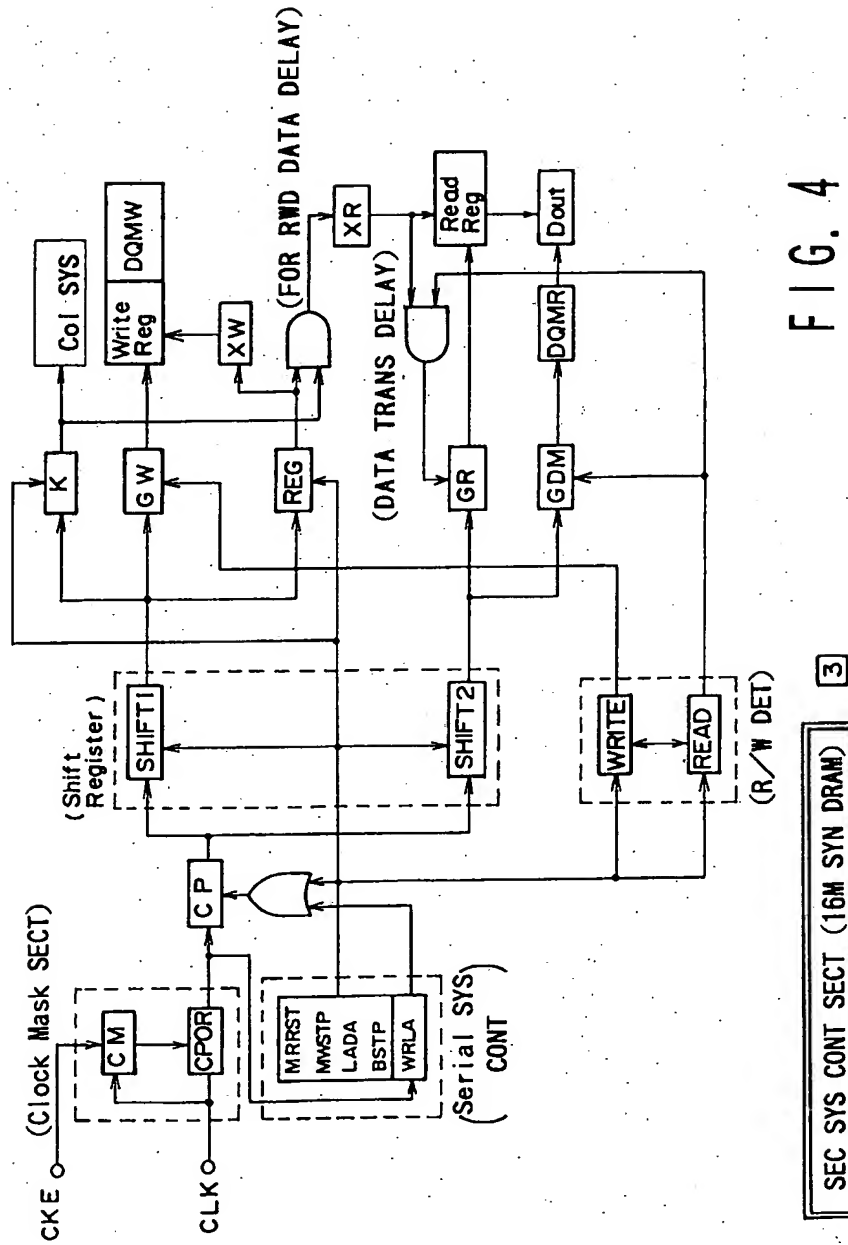 CKE
CLK
(Clock Mask SECT)
CM
CPOR
MRRST
MWSTP
LADA
BSTP
WRLA
(Serial SYS
CONT)
CP
(Shift
Register)
SHIFT1
SHIFT2
WRITE
READ
(R/W DET)
K
GW
REG
GR
GDM
Col SYS
Write
Reg
DQMW
XW
(FOR RWD DATA DELAY)
XR
(DATA TRANS DELAY)
Read
Reg
DQMR
Dout
SEC SYS CONT SECT (16M SYN DRAM)
3
FIG. 4